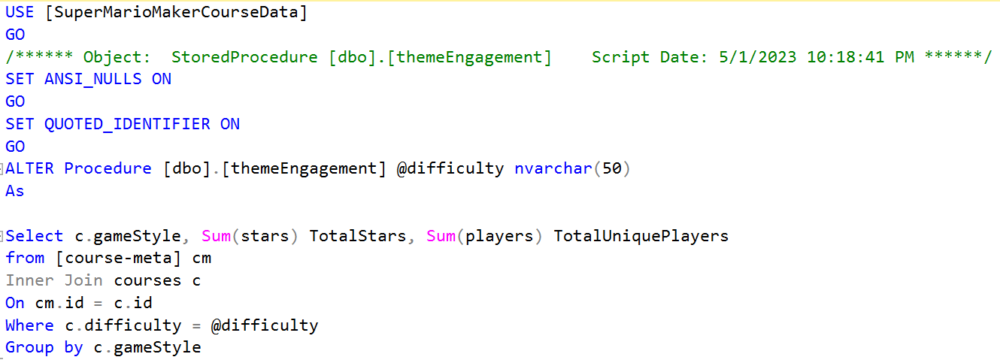 USE [SuperMarioMakerCourseData]
GO
/****** Object:  StoredProcedure [dbo].[themeEngagement]    Script Date: 5/1/2023 10:18:41 PM ******/
SET ANSI_NULLS ON
GO
SET QUOTED_IDENTIFIER ON
GO
ALTER Procedure [dbo].[themeEngagement] @difficulty nvarchar(50)
As
Select c.gameStyle, Sum(stars) TotalStars, Sum(players) TotalUniquePlayers
from [course-meta] cm
Inner Join courses c
On cm.id = c.id
Where c.difficulty = @difficulty
Group by c.gameStyle